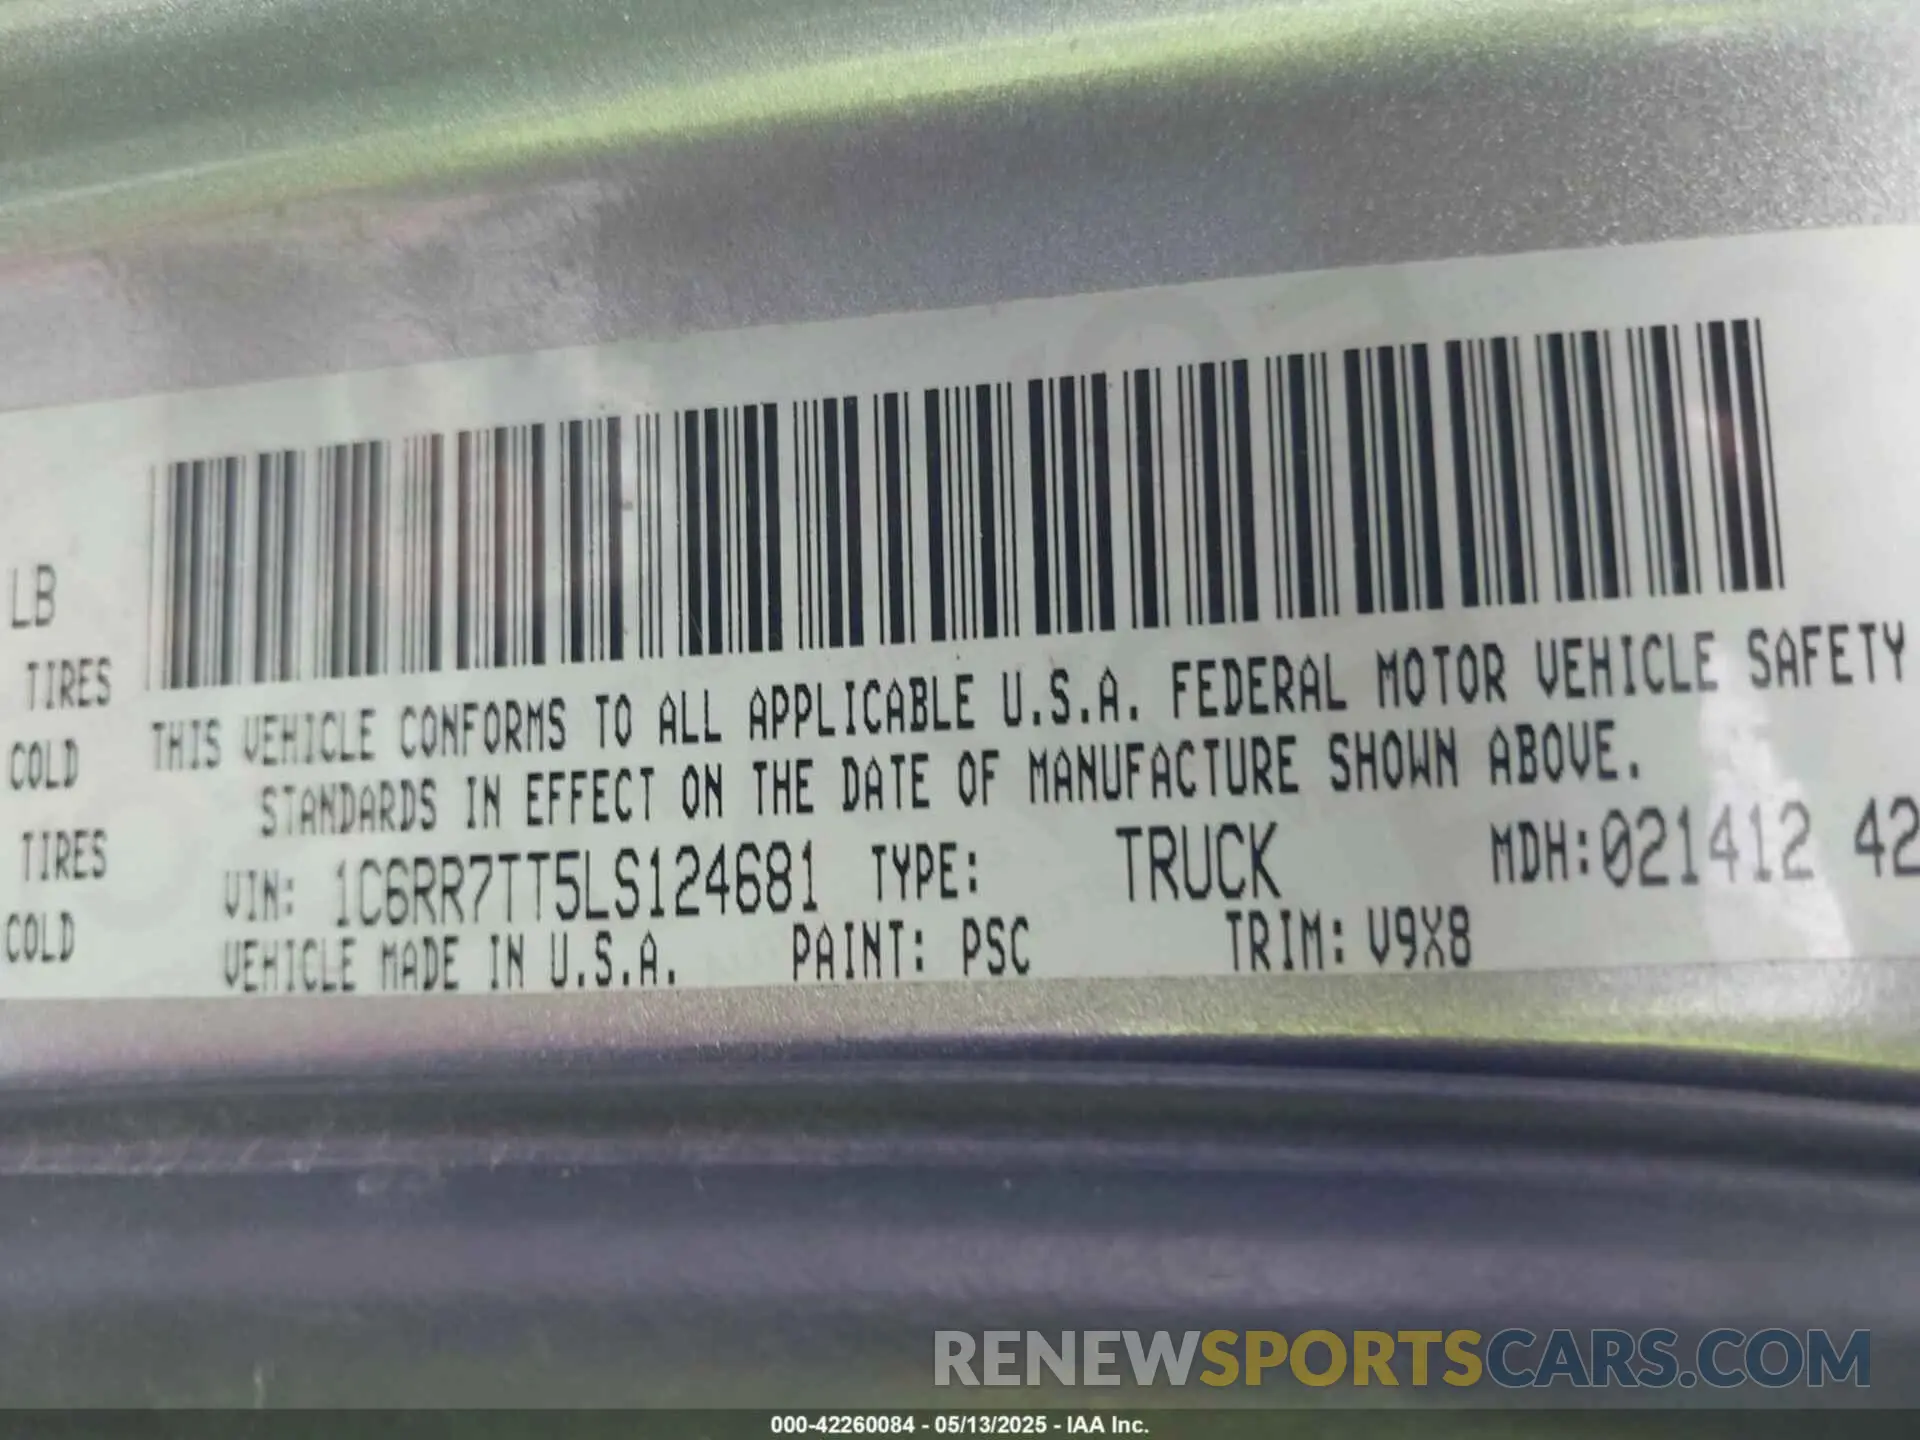 LB
TIRES
COLD
TIRES
COLD
THIS VEHICLE CONFORMS TO ALL APPLICABLE U.S.A. FEDERAL MOTOR VEHICLE SAFETY
STANDARDS IN EFFECT ON THE DATE OF MANUFACTURE SHOWN ABOVE.
VIN: 1C6RR7TT5LS124681 TYPE: TRUCK MDH:021412 42
VEHICLE MADE IN U.S.A. PAINT: PSC TRIM: V9X8
RENEWSPORTSCARS.COM
000-42260084 - 05/13/2025 - IAA Inc.